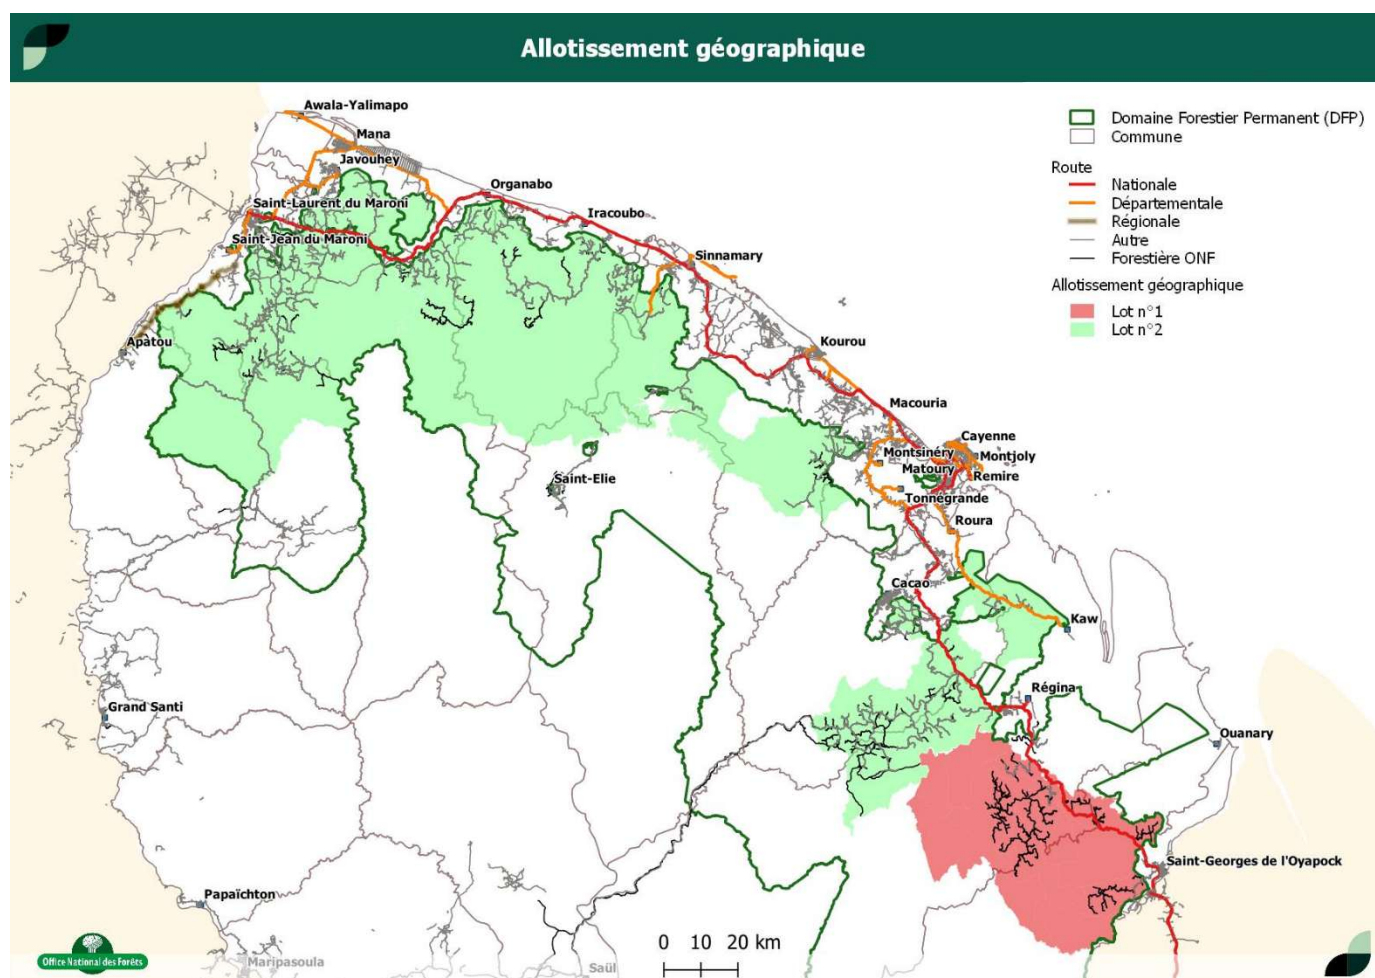 Allotissement géographique
Domaine Forestier Permanent (DFP)
Commune
Route
Nationale
Départementale
Régionale
Autre
Forestière ONF
Allotissement géographique
Lot n°1
Lot n°2
Awala-Yalimapo
Mana
Javouhey
Organabo
Saint-Laurent du Maroni
Iracoubo
Saint-Jean du Maroni
Sinnamary
Apatou
Kourou
Macouria
Cayenne
Montsinéry
Montjoly
Matoury
Remire
Saint-Elie
Tonnegrande
Roura
Cacao
Kaw
Régina
Grand Santi
Ouanary
Saint-Georges de l'Oyapock
Papaïchton
Office National des Forêts
Maripasoula
Saül
0 10 20 km